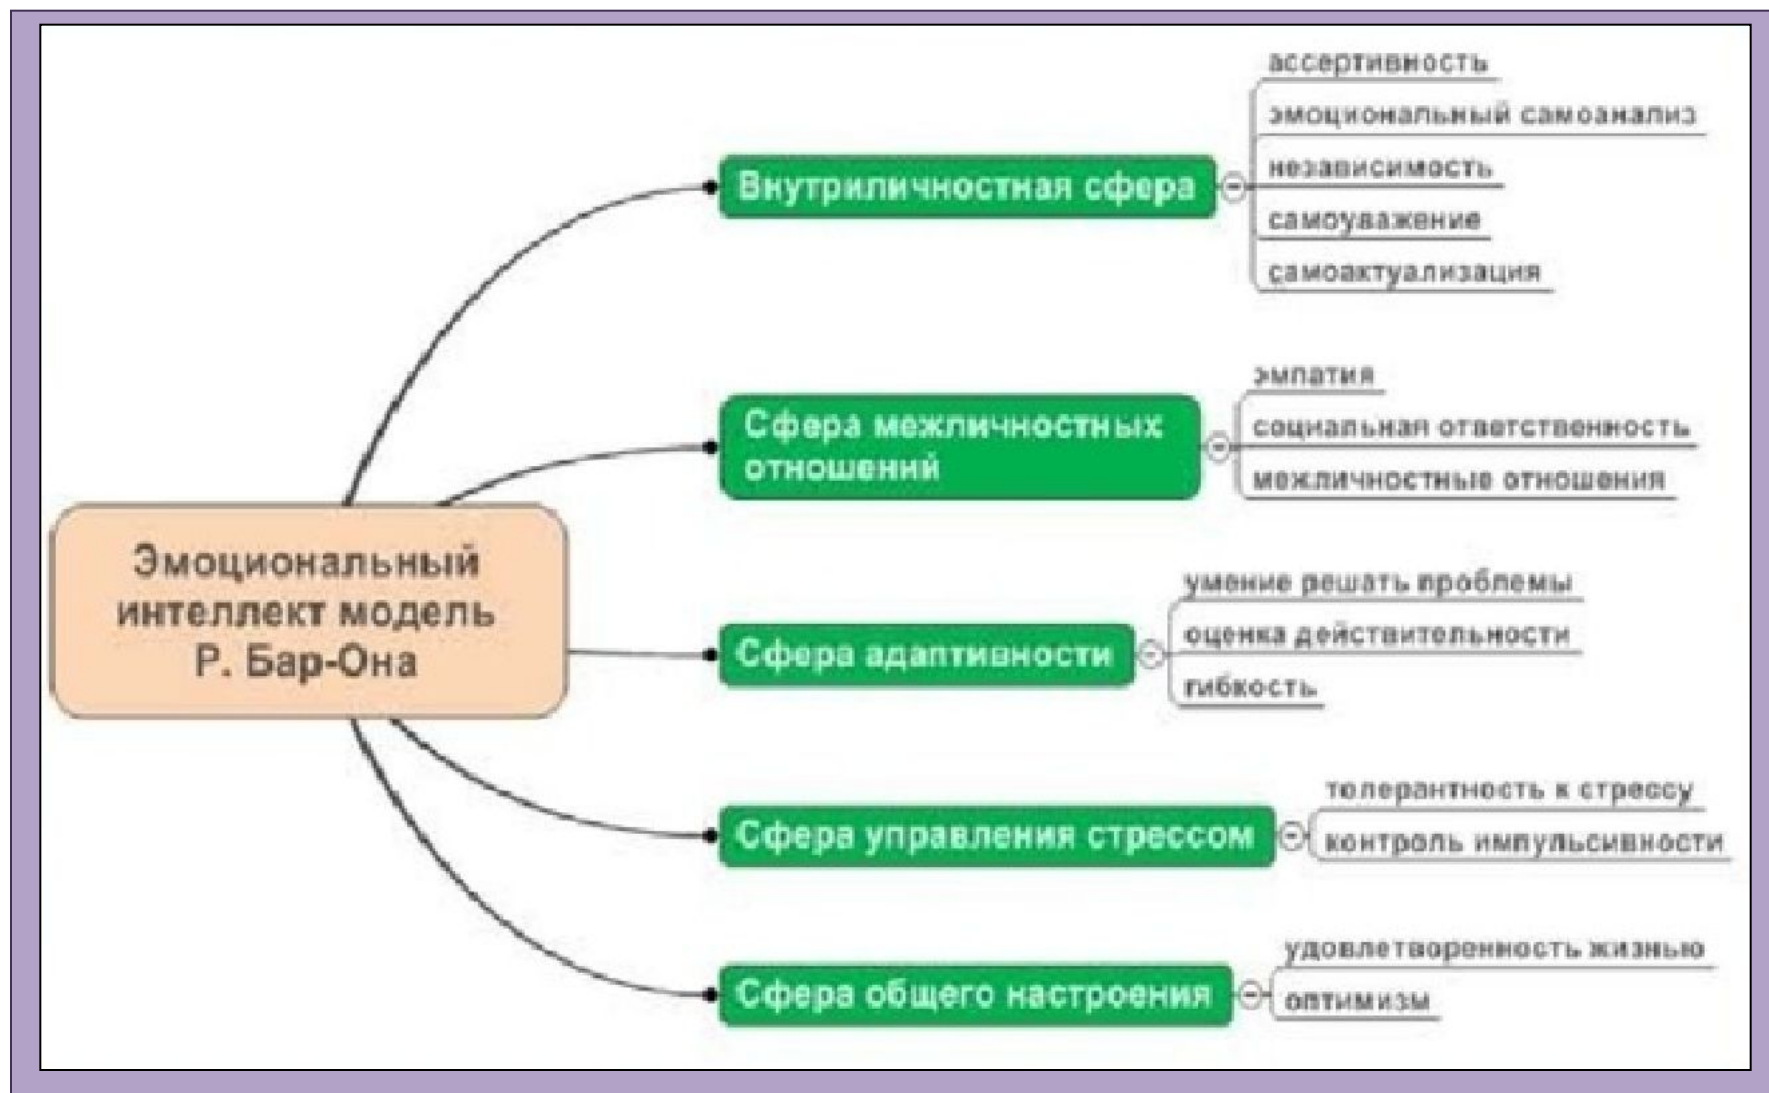 Эмоциональный
интеллект модель
Р. Бар-Она
Внутриличностная сфера
ассертивность
эмоциональный самоанализ
независимость
самоуважение
самоактуализация
Сфера межличностных
отношений
эмпатия
социальная ответственность
межличностные отношения
Сфера адаптивности
умение решать проблемы
оценка действительности
гибкость
Сфера управления стрессом
толерантность к стрессу
контроль импульсивности
Сфера общего настроения
удовлетворенность жизнью
оптимизм